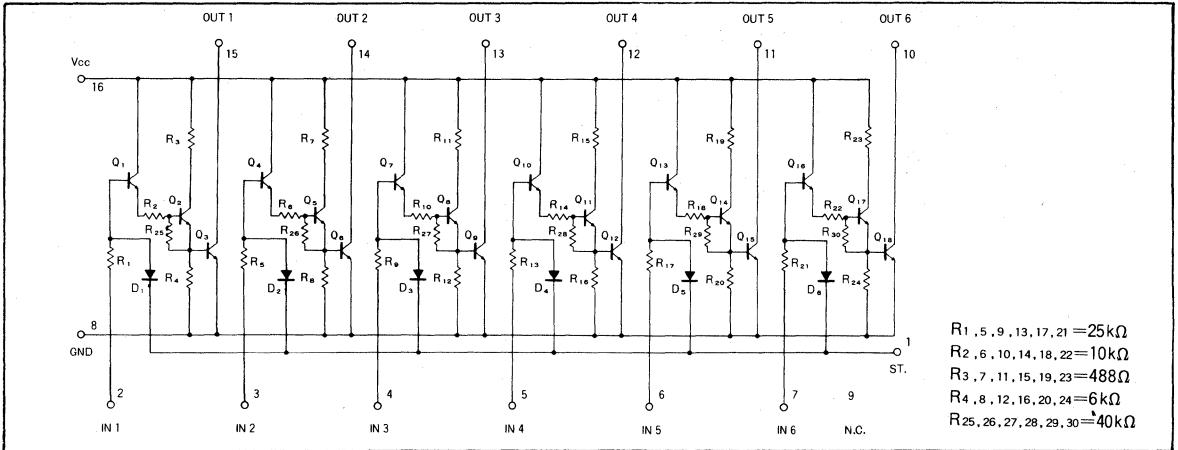 OUT 1 OUT 2 OUT 3 OUT 4 OUT 5 OUT 6
15 14 13 12 11 10
Vcc
16
R3 R7 R11 R15 R19 R23
Q1 Q4 Q7 Q10 Q13 Q16
R2 Q2 R6 Q5 R10 Q8 R14 Q11 R18 Q14 R22 Q17
R25 Q3 R26 Q6 R27 Q9 R28 Q12 R29 Q15 R30 Q18
R1 R4 R5 R8 R9 R12 R13 R16 R17 R20 R21 R24
D1 D2 D3 D4 D5 D6
8
GND
1
ST.
2 3 4 5 6 7 9
IN 1 IN 2 IN 3 IN 4 IN 5 IN 6 N.C.
R1,5,9,13,17,21=25kΩ
R2,6,10,14,18,22=10kΩ
R3,7,11,15,19,23=488Ω
R4,8,12,16,20,24=6kΩ
R25,26,27,28,29,30=40kΩ